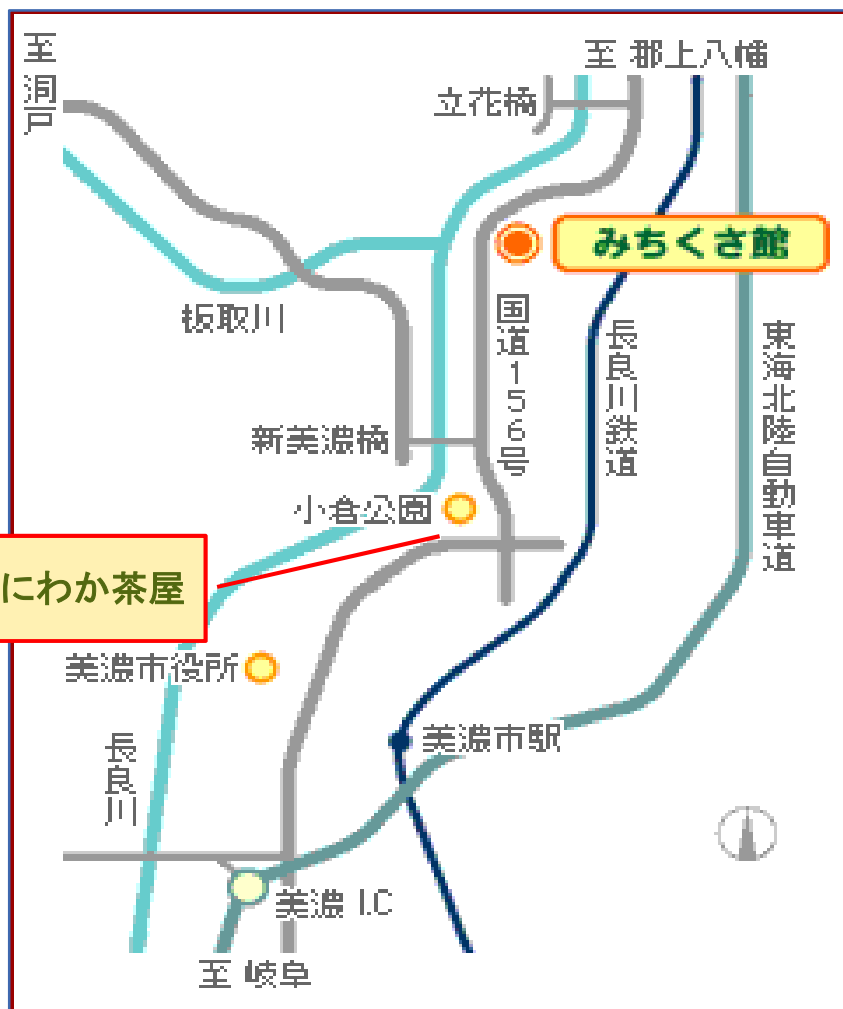 至洞戸
至 郡上八幡
立花橋
みちくさ館
板取川
国道156号
長良川鉄道
東海北陸自動車道
新美濃橋
小倉公園
にわか茶屋
美濃市役所
美濃市駅
長良川
美濃 I.C
至 岐阜